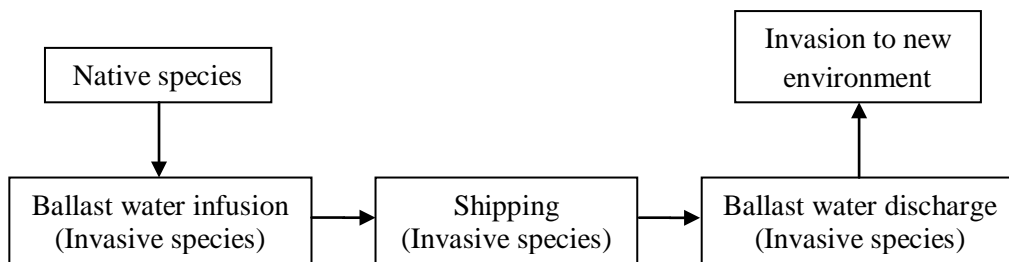 Native species
Invasion to new
environment
Ballast water infusion
(Invasive species)
Shipping
(Invasive species)
Ballast water discharge
(Invasive species)